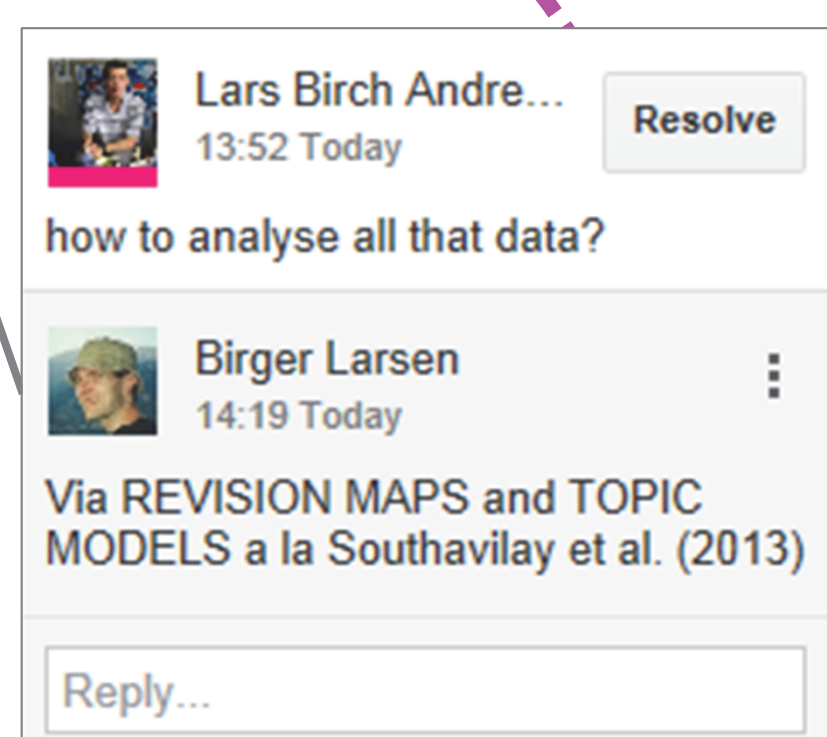 Lars Birch Andre...
Resolve
13:52 Today
how to analyse all that data?
Birger Larsen
14:19 Today
Via REVISION MAPS and TOPIC
MODELS a la Southavilay et al. (2013)
Reply...